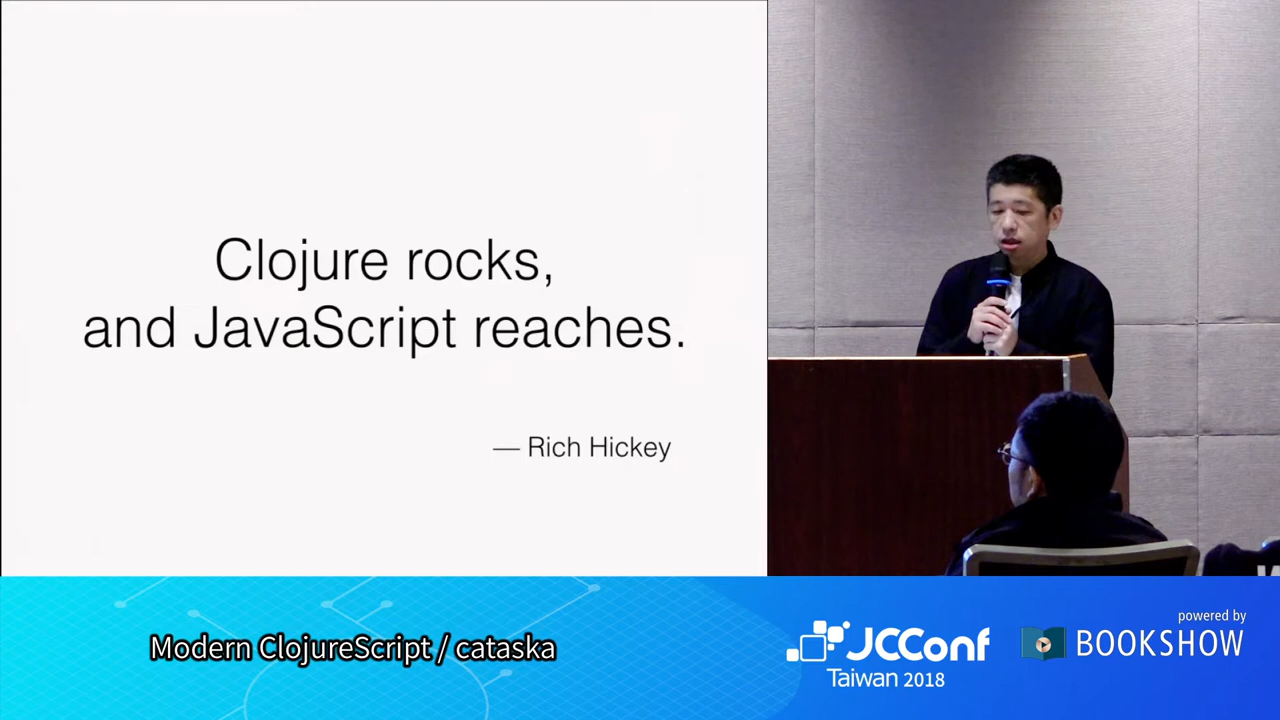 Clojure rocks,
and JavaScript reaches.
— Rich Hickey
Modern ClojureScript / cataska
JCConf
Taiwan 2018
powered by
BOOKSHOW